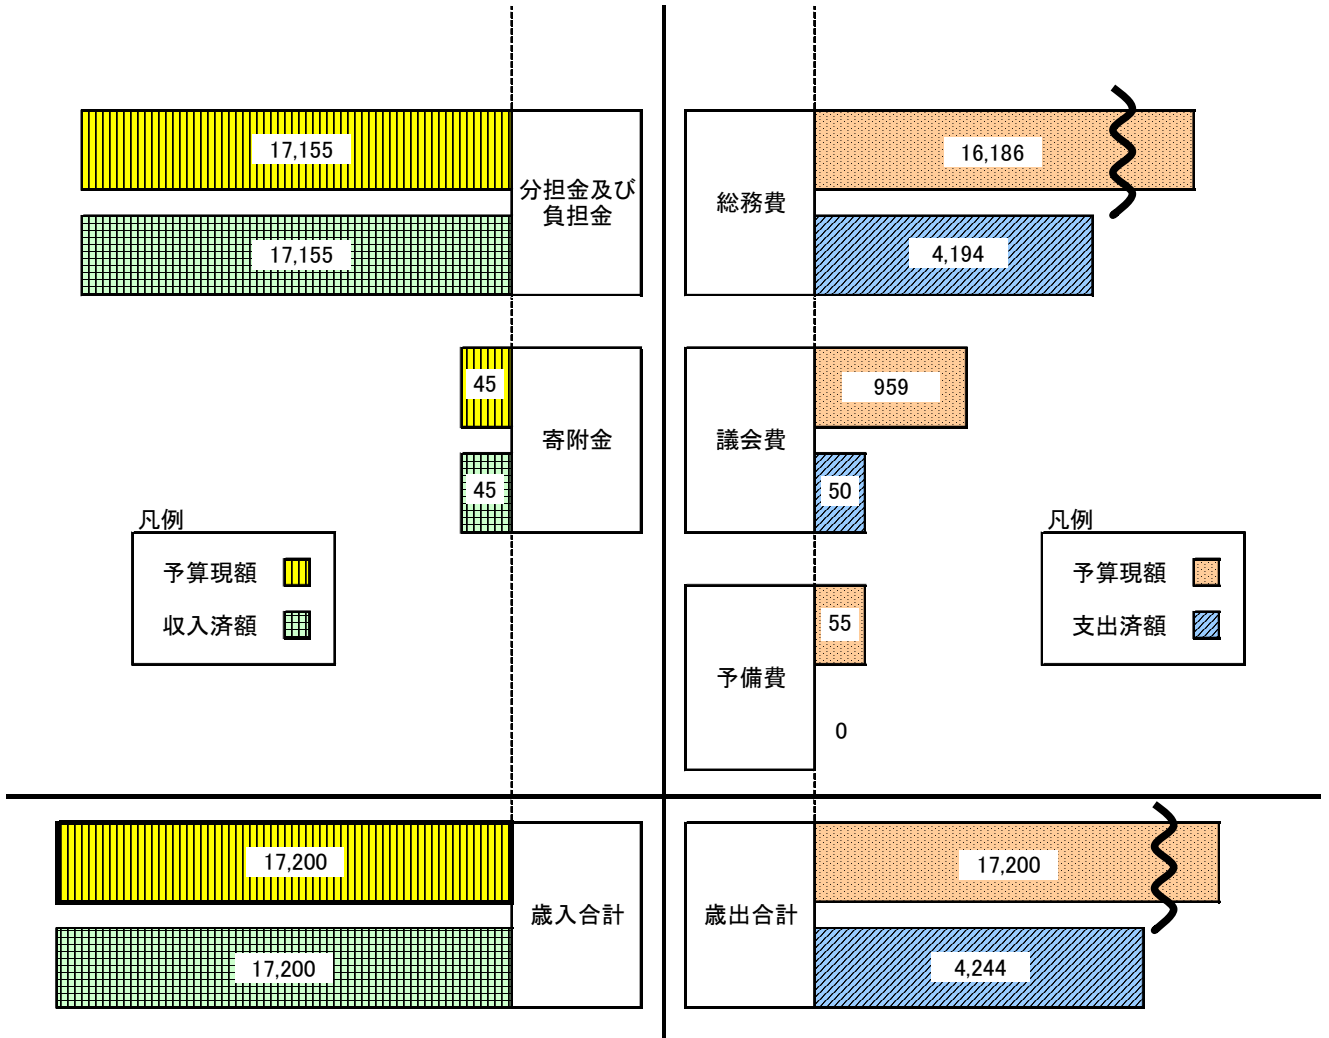 17,155
分担金及び
負担金
17,155
45
寄附金
45
凡例
予算現額
収入済額
17,200
歳入合計
17,200
16,186
総務費
4,194
959
議会費
50
凡例
予算現額
支出済額
55
予備費
0
17,200
歳出合計
4,244